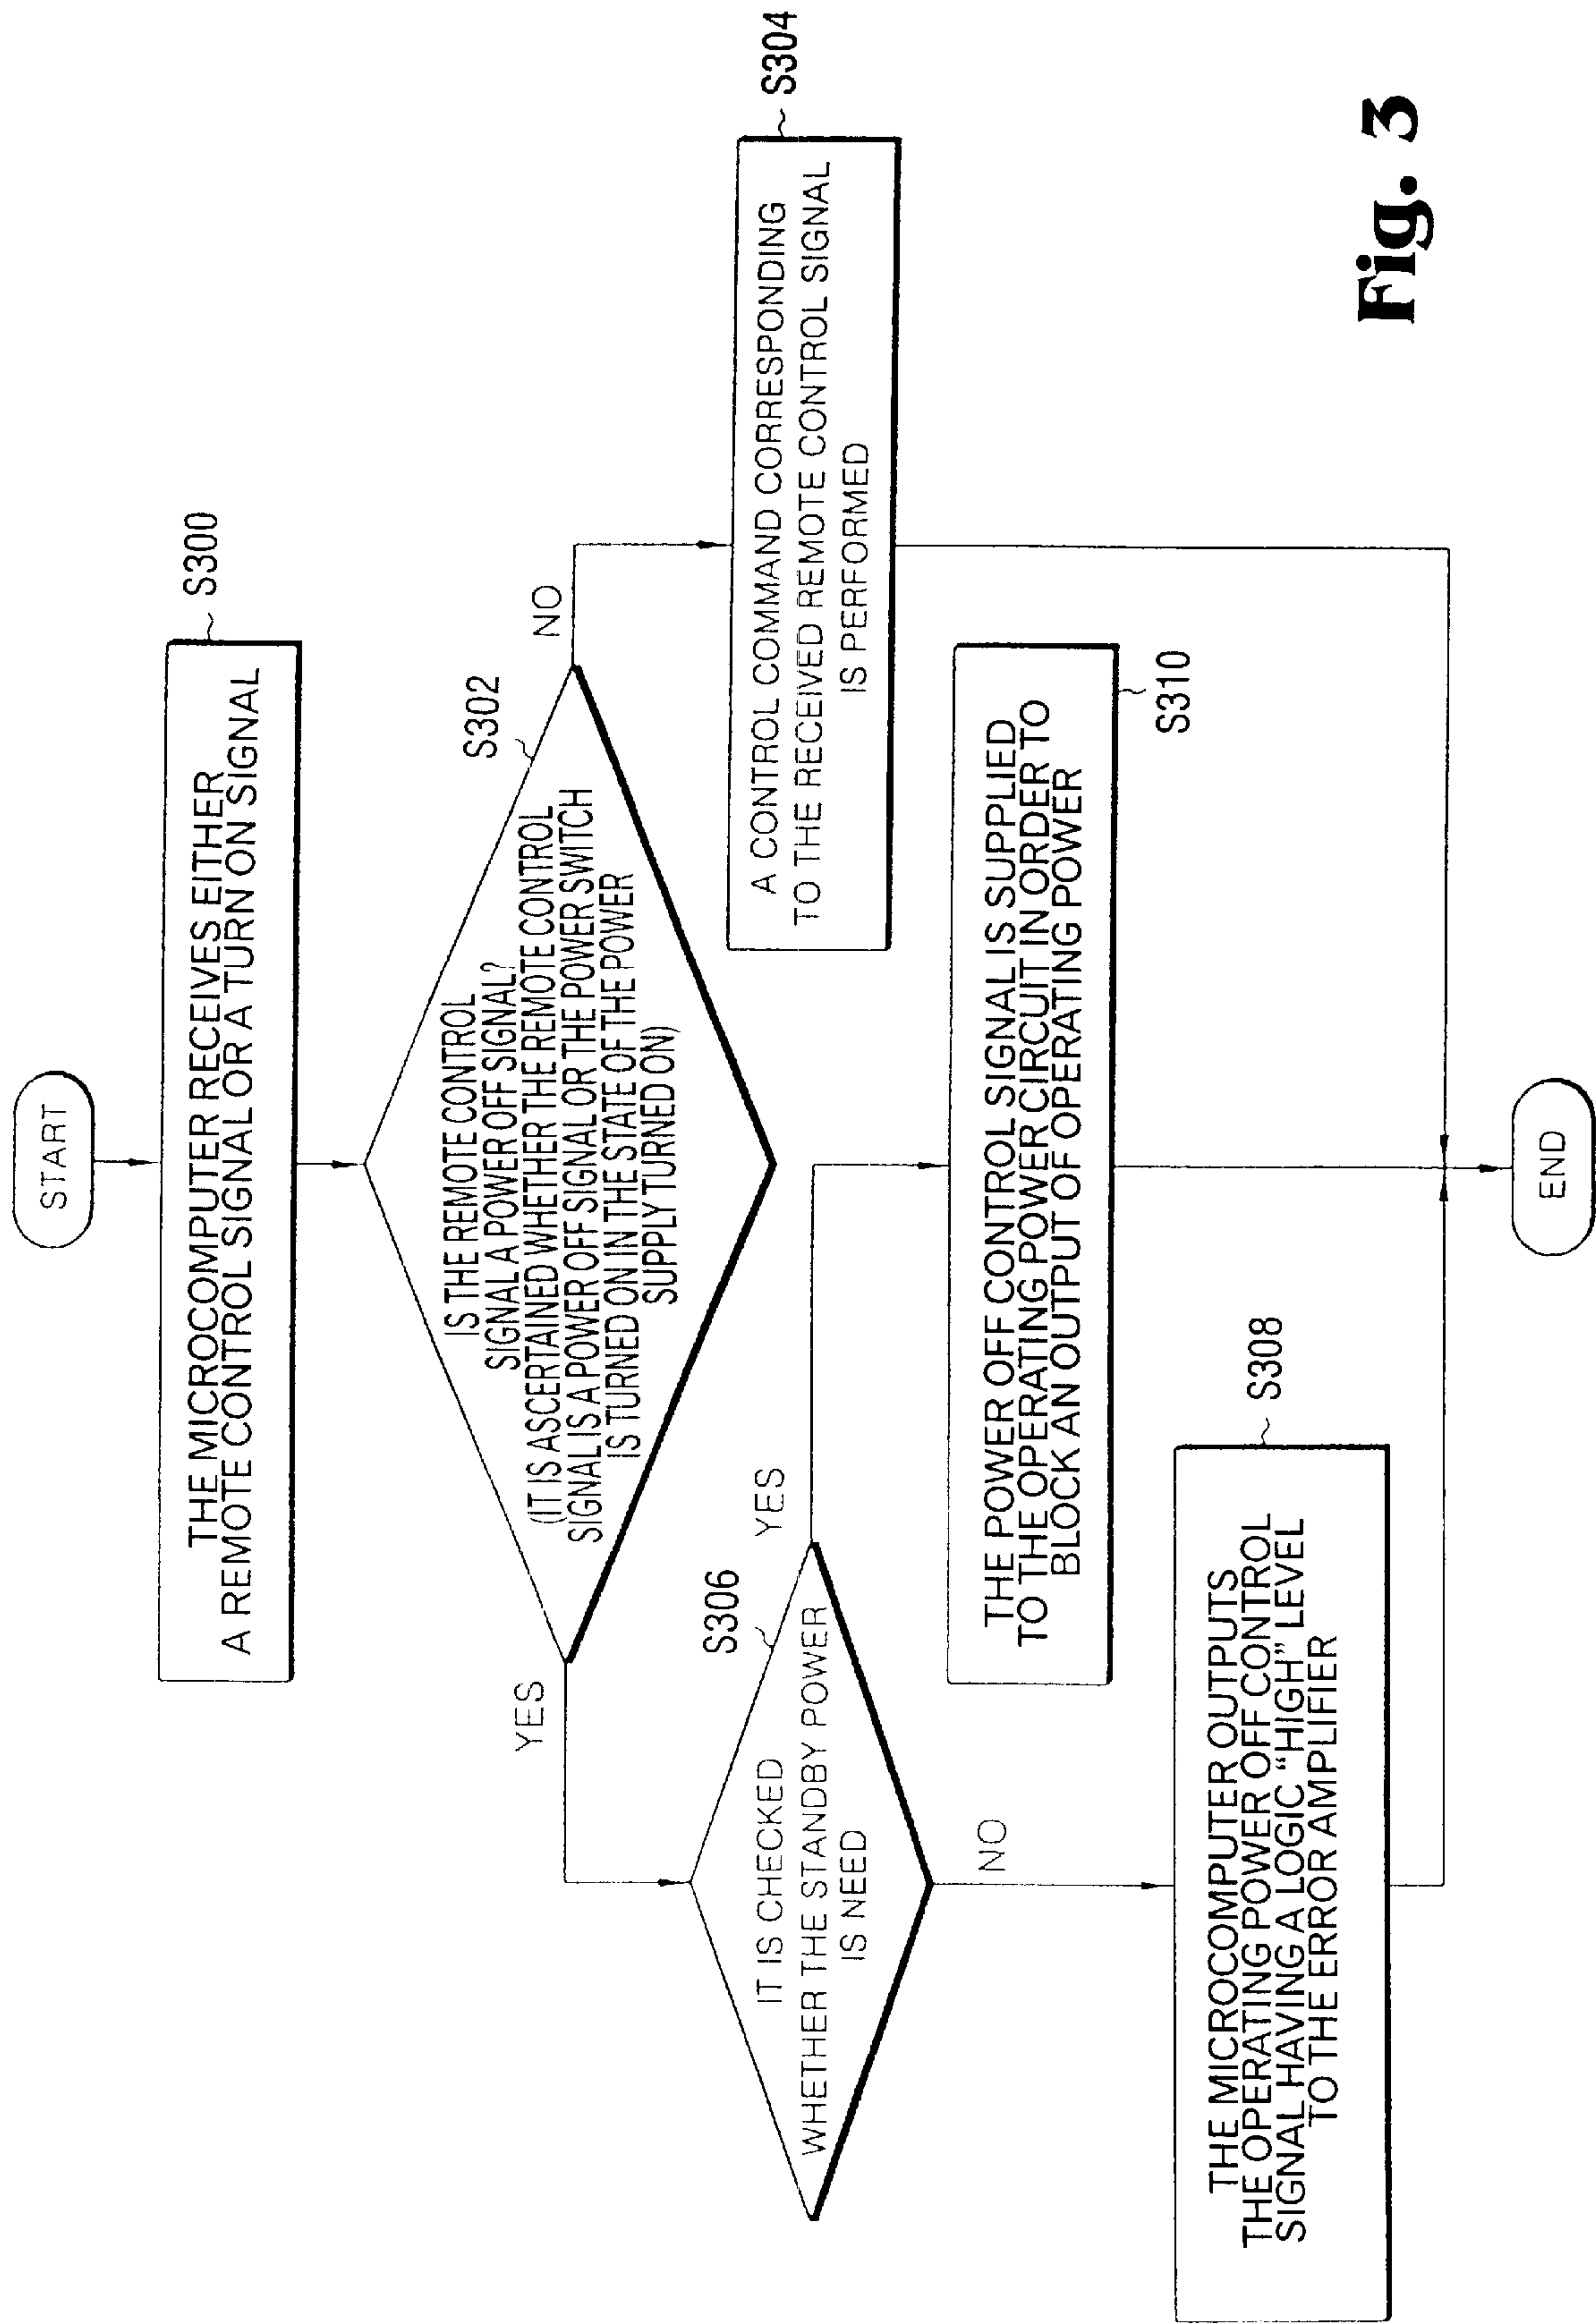 START
S300
THE MICROCOMPUTER RECEIVES EITHER
A REMOTE CONTROL SIGNAL OR A TURN ON SIGNAL
S302
IS THE REMOTE CONTROL
SIGNAL A POWER OFF SIGNAL?
(IT IS ASCERTAINED WHETHER THE REMOTE CONTROL
SIGNAL IS A POWER OFF SIGNAL OR THE POWER SWITCH
IS TURNED ON IN THE STATE OF THE POWER
SUPPLY TURNED ON)
YES
NO
S306
IT IS CHECKED
WHETHER THE STANDBY POWER
IS NEED
YES
NO
S304
A CONTROL COMMAND CORRESPONDING
TO THE RECEIVED REMOTE CONTROL SIGNAL
IS PERFORMED
THE POWER OFF CONTROL SIGNAL IS SUPPLIED
TO THE OPERATING POWER CIRCUIT IN ORDER TO
BLOCK AN OUTPUT OF OPERATING POWER
S310
S308
THE MICROCOMPUTER OUTPUTS
THE OPERATING POWER OFF CONTROL
SIGNAL HAVING A LOGIC “HIGH” LEVEL
TO THE ERROR AMPLIFIER
END
Fig. 3